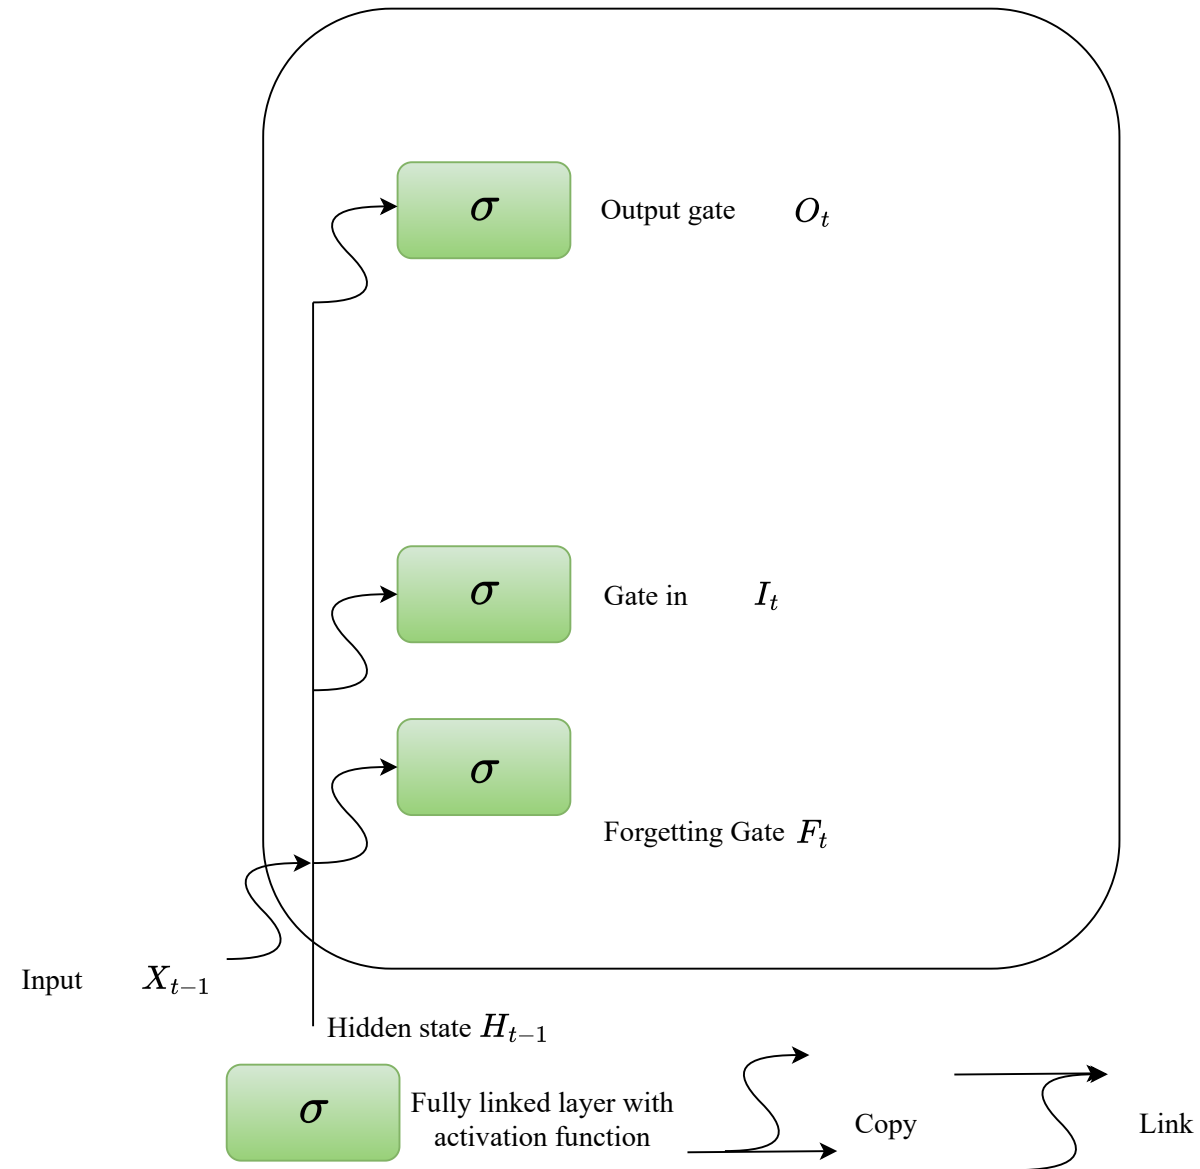 σ
Output gate O_t
σ
Gate in I_t
σ
Forgetting Gate F_t
Input X_{t-1}
Hidden state H_{t-1}
σ
Fully linked layer with
activation function
Copy
Link